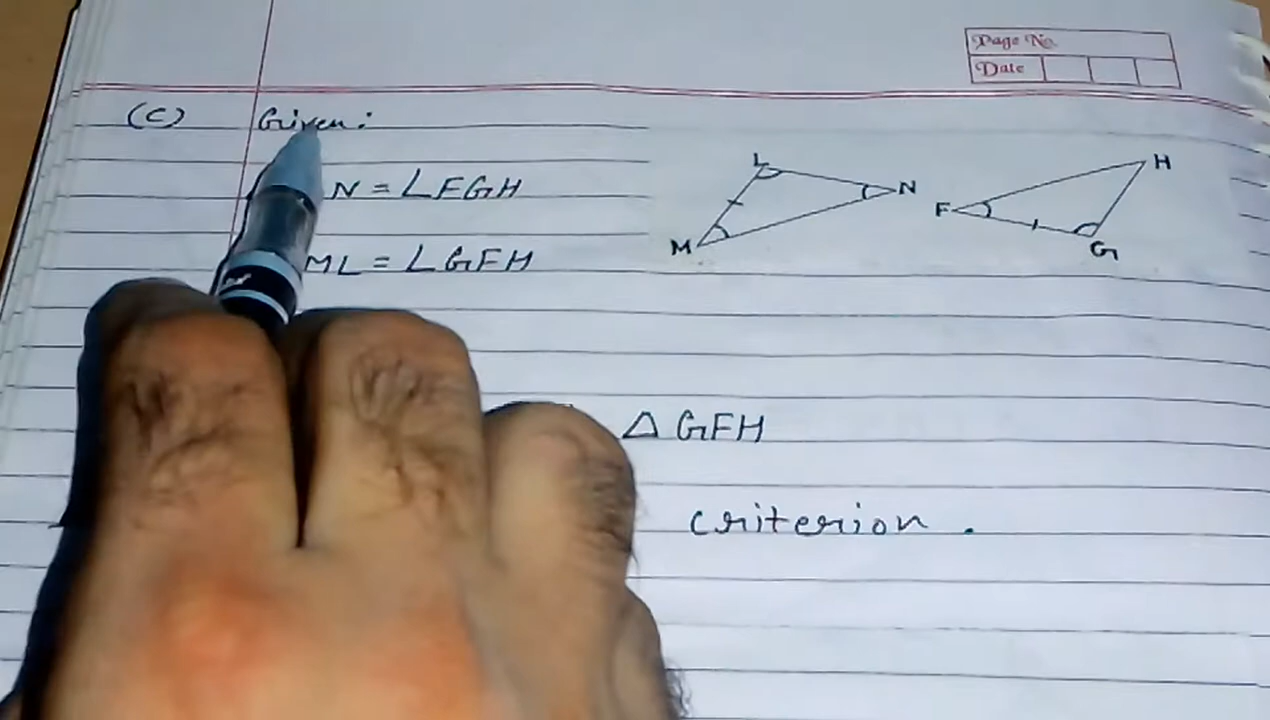 Page No.
Date
(C) Given:
N = ∠FGH
ML = ∠GFH
L
N
M
H
F
G
△ GFH
criterion .